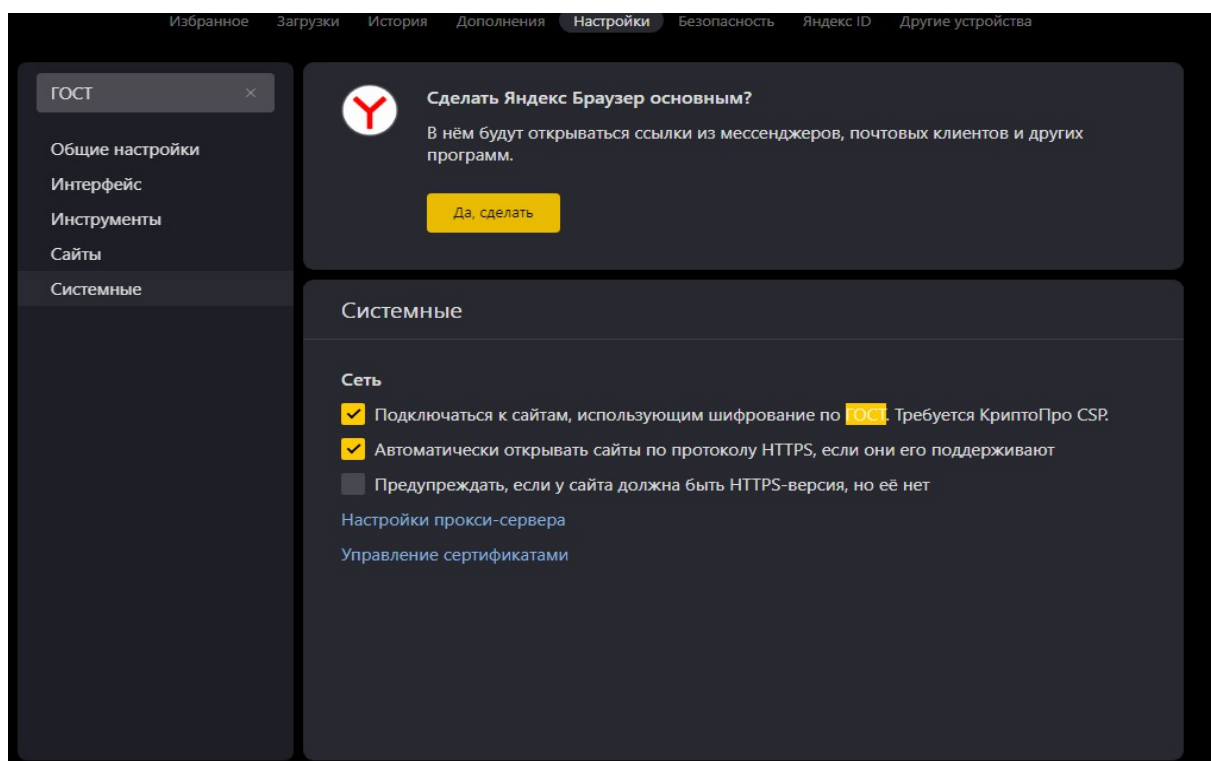 Избранное Загрузки История Дополнения Настройки Безопасность Яндекс ID Другие устройства
ГОСТ
Общие настройки
Интерфейс
Инструменты
Сайты
Системные
Сделать Яндекс Браузер основным?
В нём будут открываться ссылки из мессенджеров, почтовых клиентов и других
программ.
Да, сделать
Системные
Сеть
Подключаться к сайтам, использующим шифрование по ГОСТ. Требуется КриптоПро CSP.
Автоматически открывать сайты по протоколу HTTPS, если они его поддерживают
Предупреждать, если у сайта должна быть HTTPS-версия, но её нет
Настройки прокси-сервера
Управление сертификатами